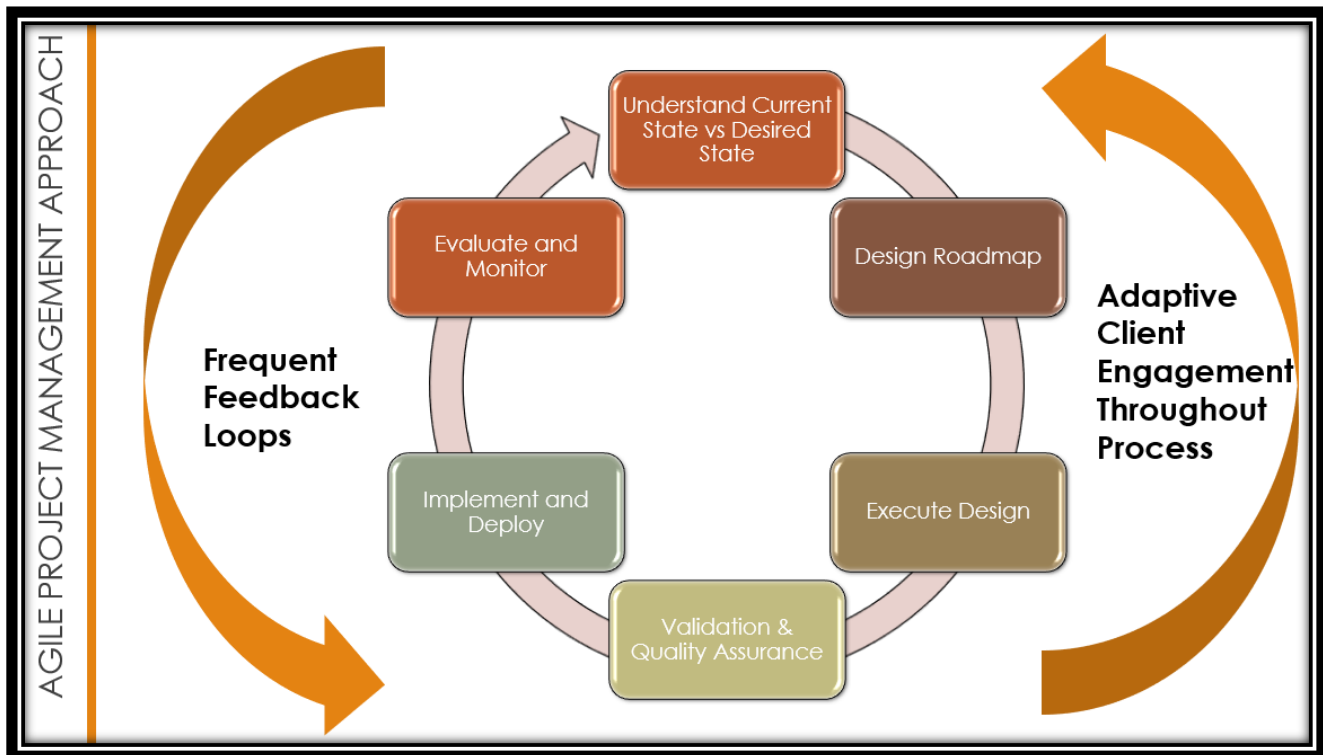 AGILE PROJECT MANAGEMENT APPROACH
Understand Current
State vs Desired
State
Design Roadmap
Execute Design
Validation &
Quality Assurance
Implement and
Deploy
Evaluate and
Monitor
Frequent
Feedback
Loops
Adaptive
Client
Engagement
Throughout
Process